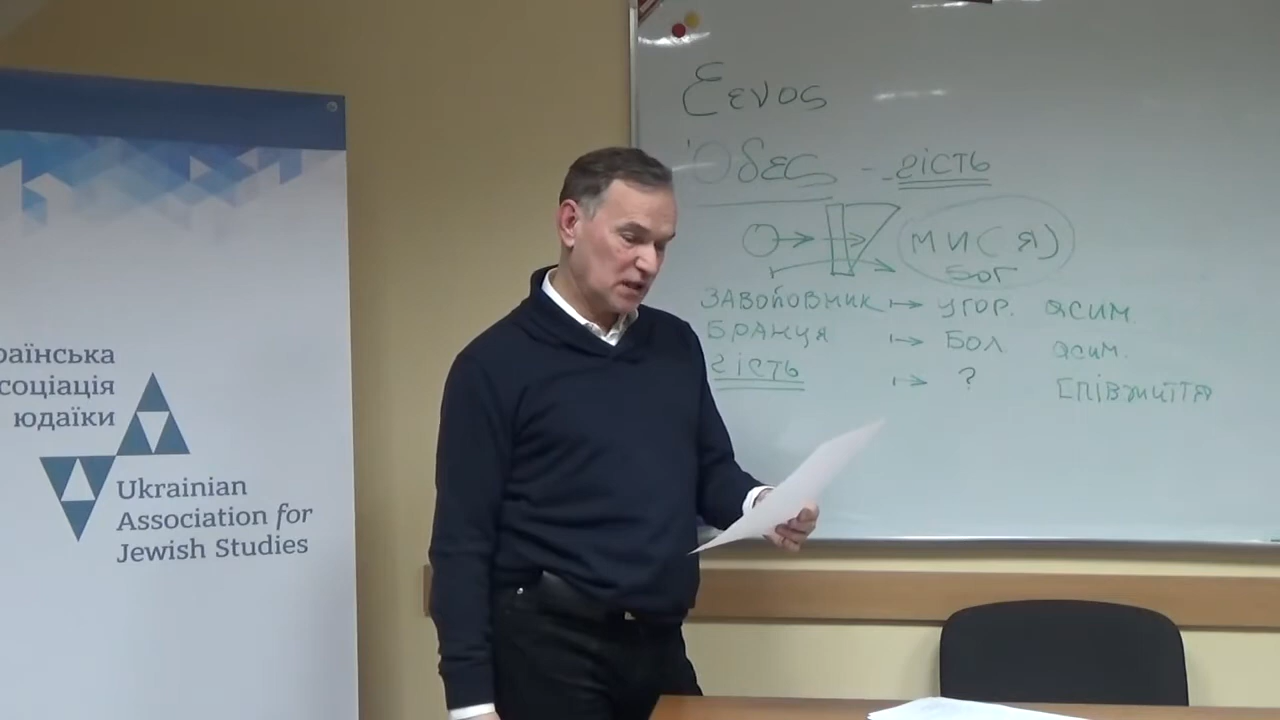 раїнська
соціація
юдаїки
Ukrainian
Association for
Jewish Studies
Ξενος
Όδες - - гість
МИ(Я)
БОГ
ЗАВОЙОВНИК ↦ УГОР. асим.
БРАНЦЯ ↦ БОЛ асим.
гість ↦ ? СПІВЖИТТЯ